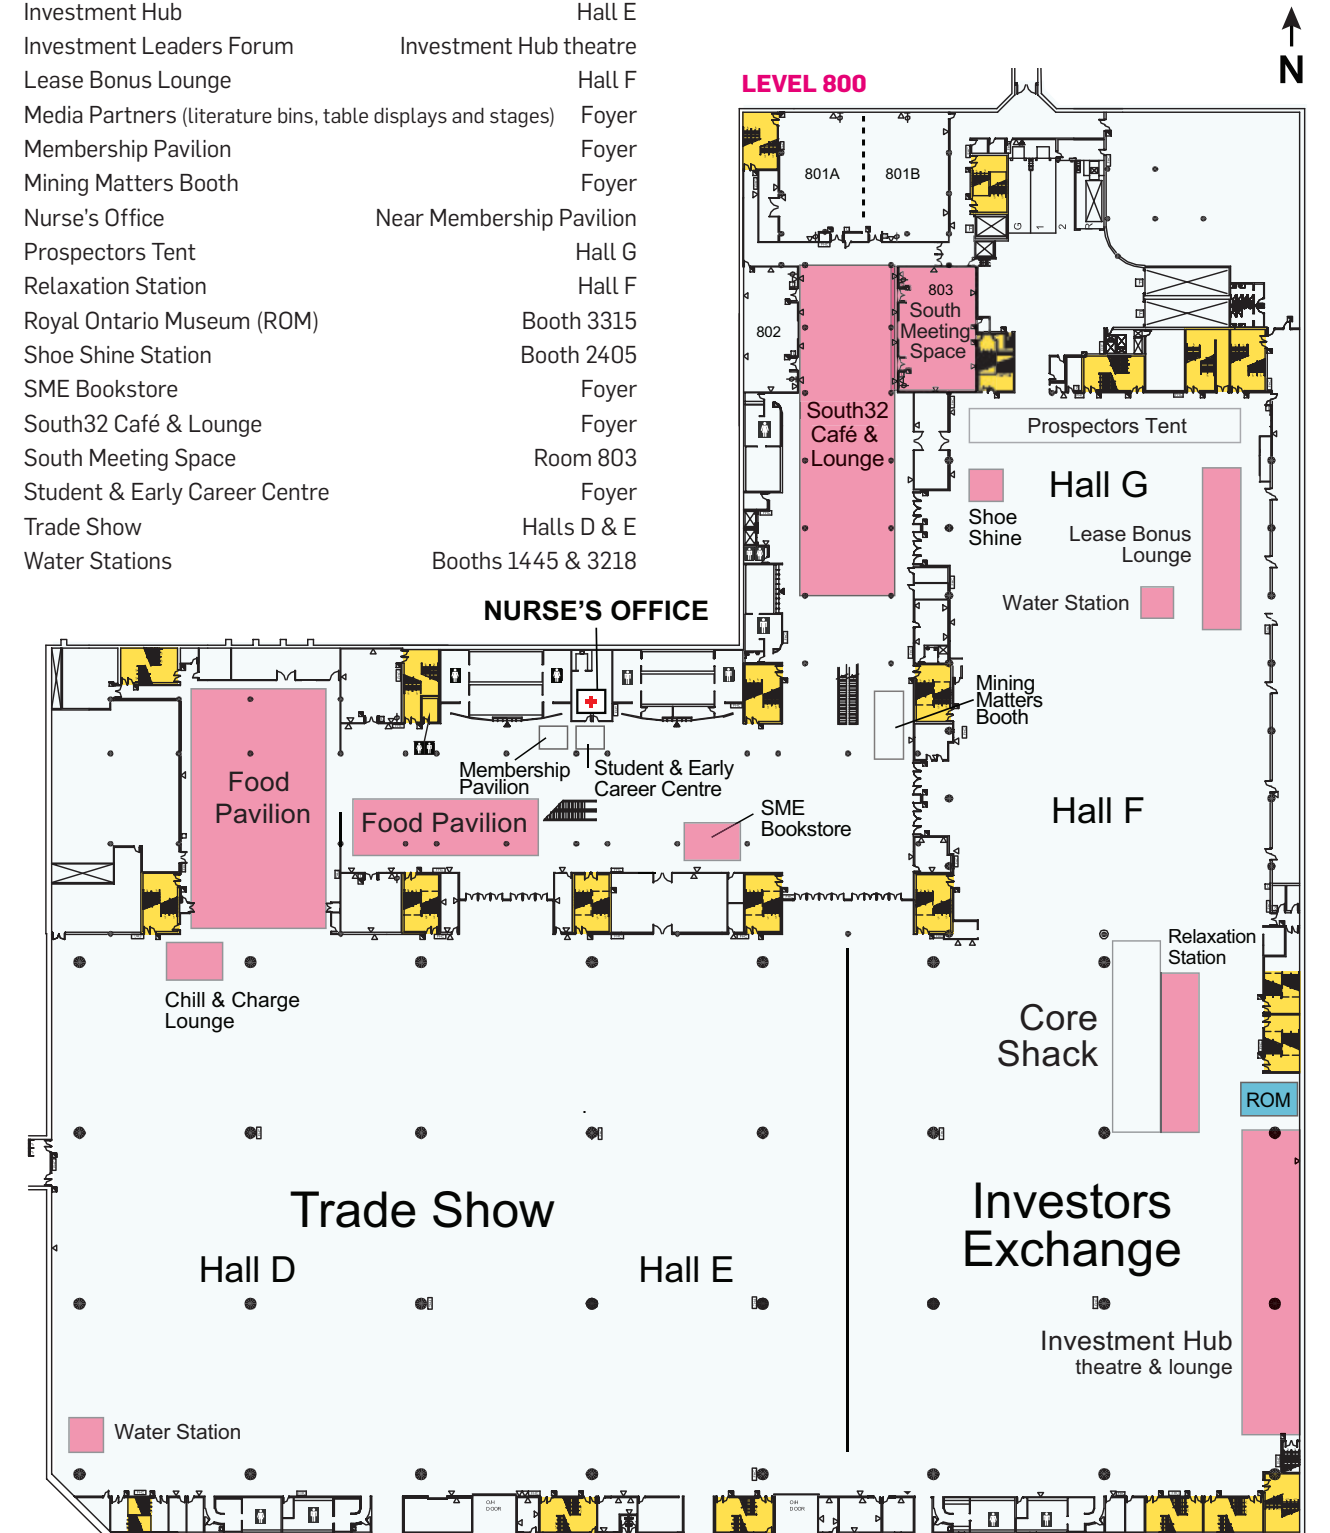 Investment Hub Hall E
Investment Leaders Forum Investment Hub theatre
Lease Bonus Lounge Hall F
Media Partners (literature bins, table displays and stages) Foyer
Membership Pavilion Foyer
Mining Matters Booth Foyer
Nurse's Office Near Membership Pavilion
Prospectors Tent Hall G
Relaxation Station Hall F
Royal Ontario Museum (ROM) Booth 3315
Shoe Shine Station Booth 2405
SME Bookstore Foyer
South32 Café & Lounge Foyer
South Meeting Space Room 803
Student & Early Career Centre Foyer
Trade Show Halls D & E
Water Stations Booths 1445 & 3218
N
LEVEL 800
801A
801B
G
1
2
R
802
803
South
Meeting
Space
South32
Café &
Lounge
Prospectors Tent
Hall G
Shoe
Shine
Lease Bonus
Lounge
Water Station
NURSE'S OFFICE
Mining
Matters
Booth
Membership
Pavilion
Student & Early
Career Centre
Food
Pavilion
Food Pavilion
SME
Bookstore
Hall F
Chill & Charge
Lounge
Relaxation
Station
Core
Shack
ROM
Trade Show
Hall D
Hall E
Investors
Exchange
Investment Hub
theatre & lounge
Water Station
O/H
DOOR
O/H
DOOR